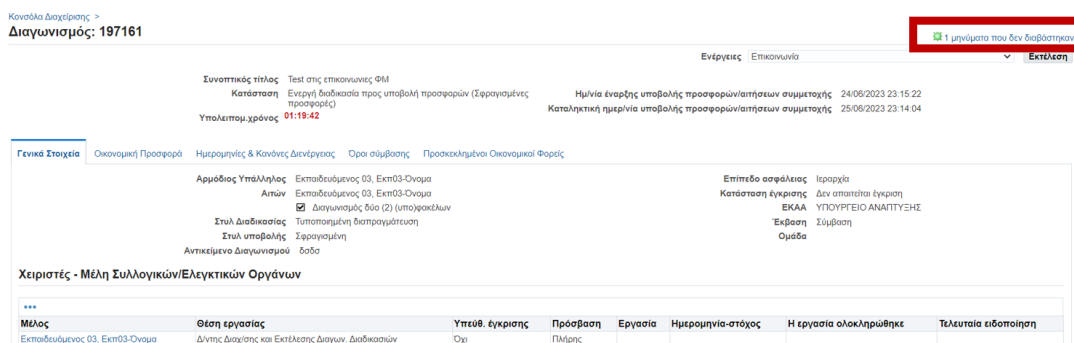 Κονσόλα Διαχείρισης >
Διαγωνισμός: 197161
1 μηνύματα που δεν διαβάστηκαν
Ενέργειες Επικοινωνία Εκτέλεση
Συνοπτικός τίτλος Test στις επικοινωνιες ΦΜ
Κατάσταση Ενεργή διαδικασία προς υποβολή προσφορών (Σφραγισμένες προσφορές)
Υπολειπομ.χρόνος 01:19:42
Ημ/νία έναρξης υποβολής προσφορών/αιτήσεων συμμετοχής 24/06/2023 23:15:22
Καταληκτική ημερ/νία υποβολής προσφορών/αιτήσεων συμμετοχής 25/06/2023 23:14:04
Γενικά Στοιχεία Οικονομική Προσφορά Ημερομηνίες & Κανόνες Διενέργειας Όροι σύμβασης Προσκεκλημένοι Οικονομικοί Φορείς
Αρμόδιος Υπάλληλος Εκπαιδευόμενος 03, Εκπ03-Όνομα
Αιτών Εκπαιδευόμενος 03, Εκπ03-Όνομα
Διαγωνισμός δύο (2) (υπο)φακέλων
Στυλ Διαδικασίας Τυποποιημένη διαπραγμάτευση
Στυλ υποβολής Σφραγισμένη
Αντικείμενο Διαγωνισμού δσδσ
Επίπεδο ασφάλειας Ιεραρχία
Κατάσταση έγκρισης Δεν απαιτείται έγκριση
ΕΚΑΑ ΥΠΟΥΡΓΕΙΟ ΑΝΑΠΤΥΞΗΣ
Έκβαση Σύμβαση
Ομάδα
Χειριστές - Μέλη Συλλογικών/Ελεγκτικών Οργάνων
Μέλος Θέση εργασίας Υπεύθ. έγκρισης Πρόσβαση Εργασία Ημερομηνία-στόχος Η εργασία ολοκληρώθηκε Τελευταία ειδοποίηση
Εκπαιδευόμενος 03, Εκπ03-Όνομα Δ/ντης Διαχ/σης και Εκτέλεσης Διαγων. Διαδικασιών Όχι Πλήρης